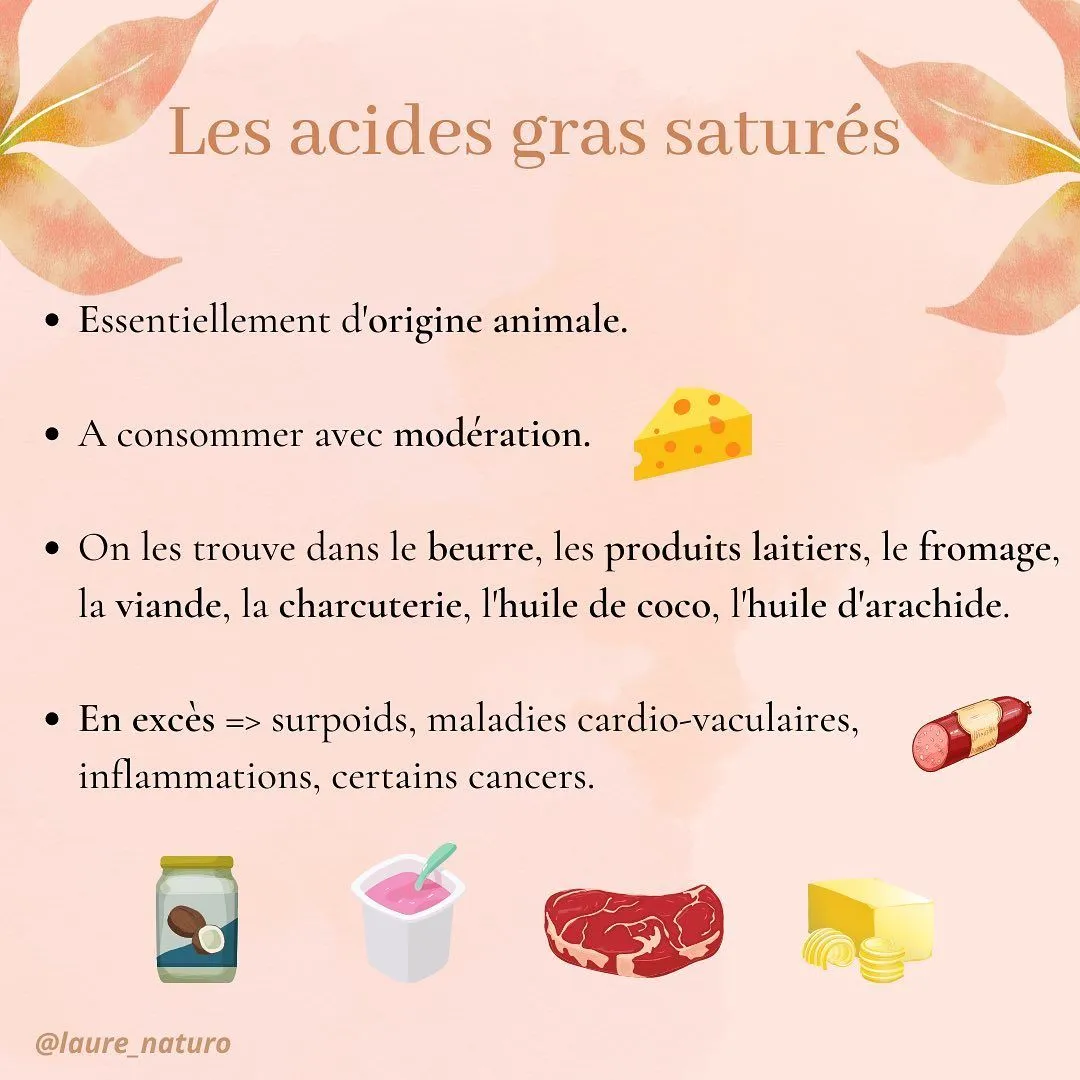 Les acides gras saturés
• Essentiellement d'origine animale.
• A consommer avec modération.
• On les trouve dans le beurre, les produits laitiers, le fromage,
la viande, la charcuterie, l'huile de coco, l'huile d'arachide.
• En excès => surpoids, maladies cardio-vaculaires,
inflammations, certains cancers.
@laure_naturo